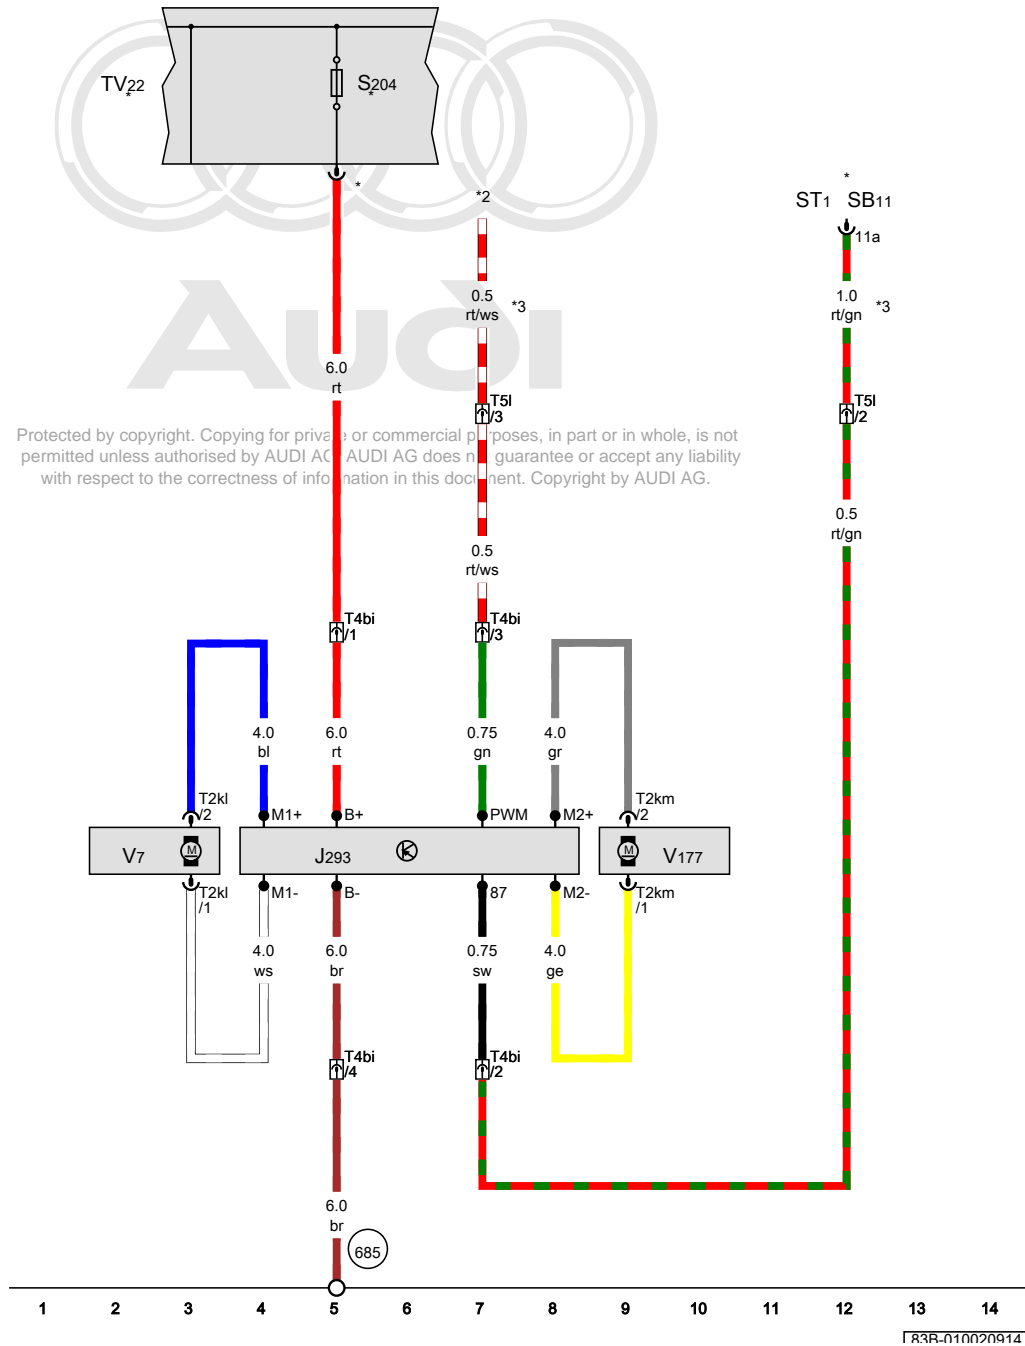 TV22
*
S204
*
*
*2
*
ST1 SB11
11a
0.5
rt/ws
*3
1.0
rt/gn
*3
Audi
6.0
rt
T5l
/3
T5l
/2
Protected by copyright. Copying for private or commercial purposes, in part or in whole, is not
permitted unless authorised by AUDI AG. AUDI AG does not guarantee or accept any liability
with respect to the correctness of information in this document. Copyright by AUDI AG.
0.5
rt/gn
0.5
rt/ws
T4bi
/1
T4bi
/3
4.0
bl
6.0
rt
0.75
gn
4.0
gr
T2kl
/2
M1+
B+
PWM
M2+
T2km
/2
V7
M
J293
M
V177
T2kl
/1
M1-
B-
87
M2-
T2km
/1
4.0
ws
6.0
br
0.75
sw
4.0
ge
T4bi
/4
T4bi
/2
6.0
br
685
1 2 3 4 5 6 7 8 9 10 11 12 13 14
83B-010020914